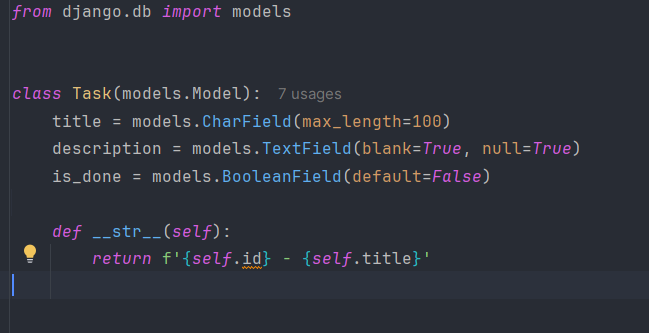 from django.db import models
class Task(models.Model): 7 usages
    title = models.CharField(max_length=100)
    description = models.TextField(blank=True, null=True)
    is_done = models.BooleanField(default=False)
    def __str__(self):
        return f'{self.id} - {self.title}'